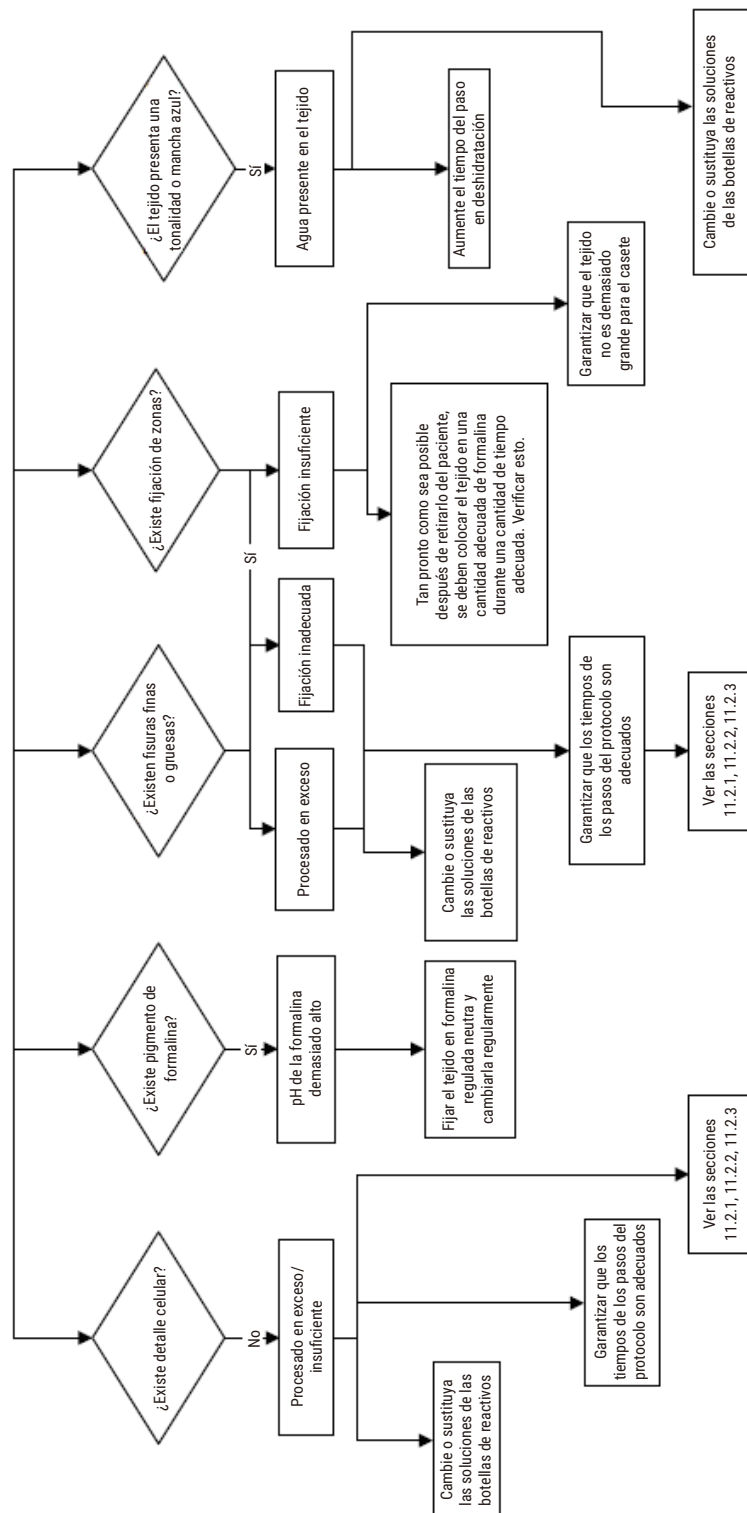 ¿Existe detalle celular?
No
Procesado en exceso/
insuficiente
Cambie o sustituya
las soluciones de las
botellas de reactivos
Garantizar que los
tiempos de los pasos del
protocolo son adecuados
Ver las secciones
11.2.1, 11.2.2, 11.2.3
¿Existe pigmento de
formalina?
Sí
pH de la formalina
demasiado alto
Fijar el tejido en formalina
regulada neutra y
cambiarla regularmente
¿Existen fisuras finas
o gruesas?
Sí
Procesado en exceso
Fijación inadecuada
Cambie o sustituya
las soluciones de las
botellas de reactivos
Garantizar que los tiempos de
los pasos del protocolo son
adecuados
Ver las secciones
11.2.1, 11.2.2, 11.2.3
¿Existe fijación de zonas?
Fijación insuficiente
Tan pronto como sea posible
después de retirarlo del paciente,
se deben colocar el tejido en una
cantidad adecuada de formalina
durante una cantidad de tiempo
adecuada. Verificar esto.
Garantizar que el tejido
no es demasiado
grande para el casete
¿El tejido presenta una
tonalidad o mancha azul?
Sí
Agua presente en el tejido
Aumente el tiempo del paso
en deshidratación
Cambie o sustituya las soluciones
de las botellas de reactivos